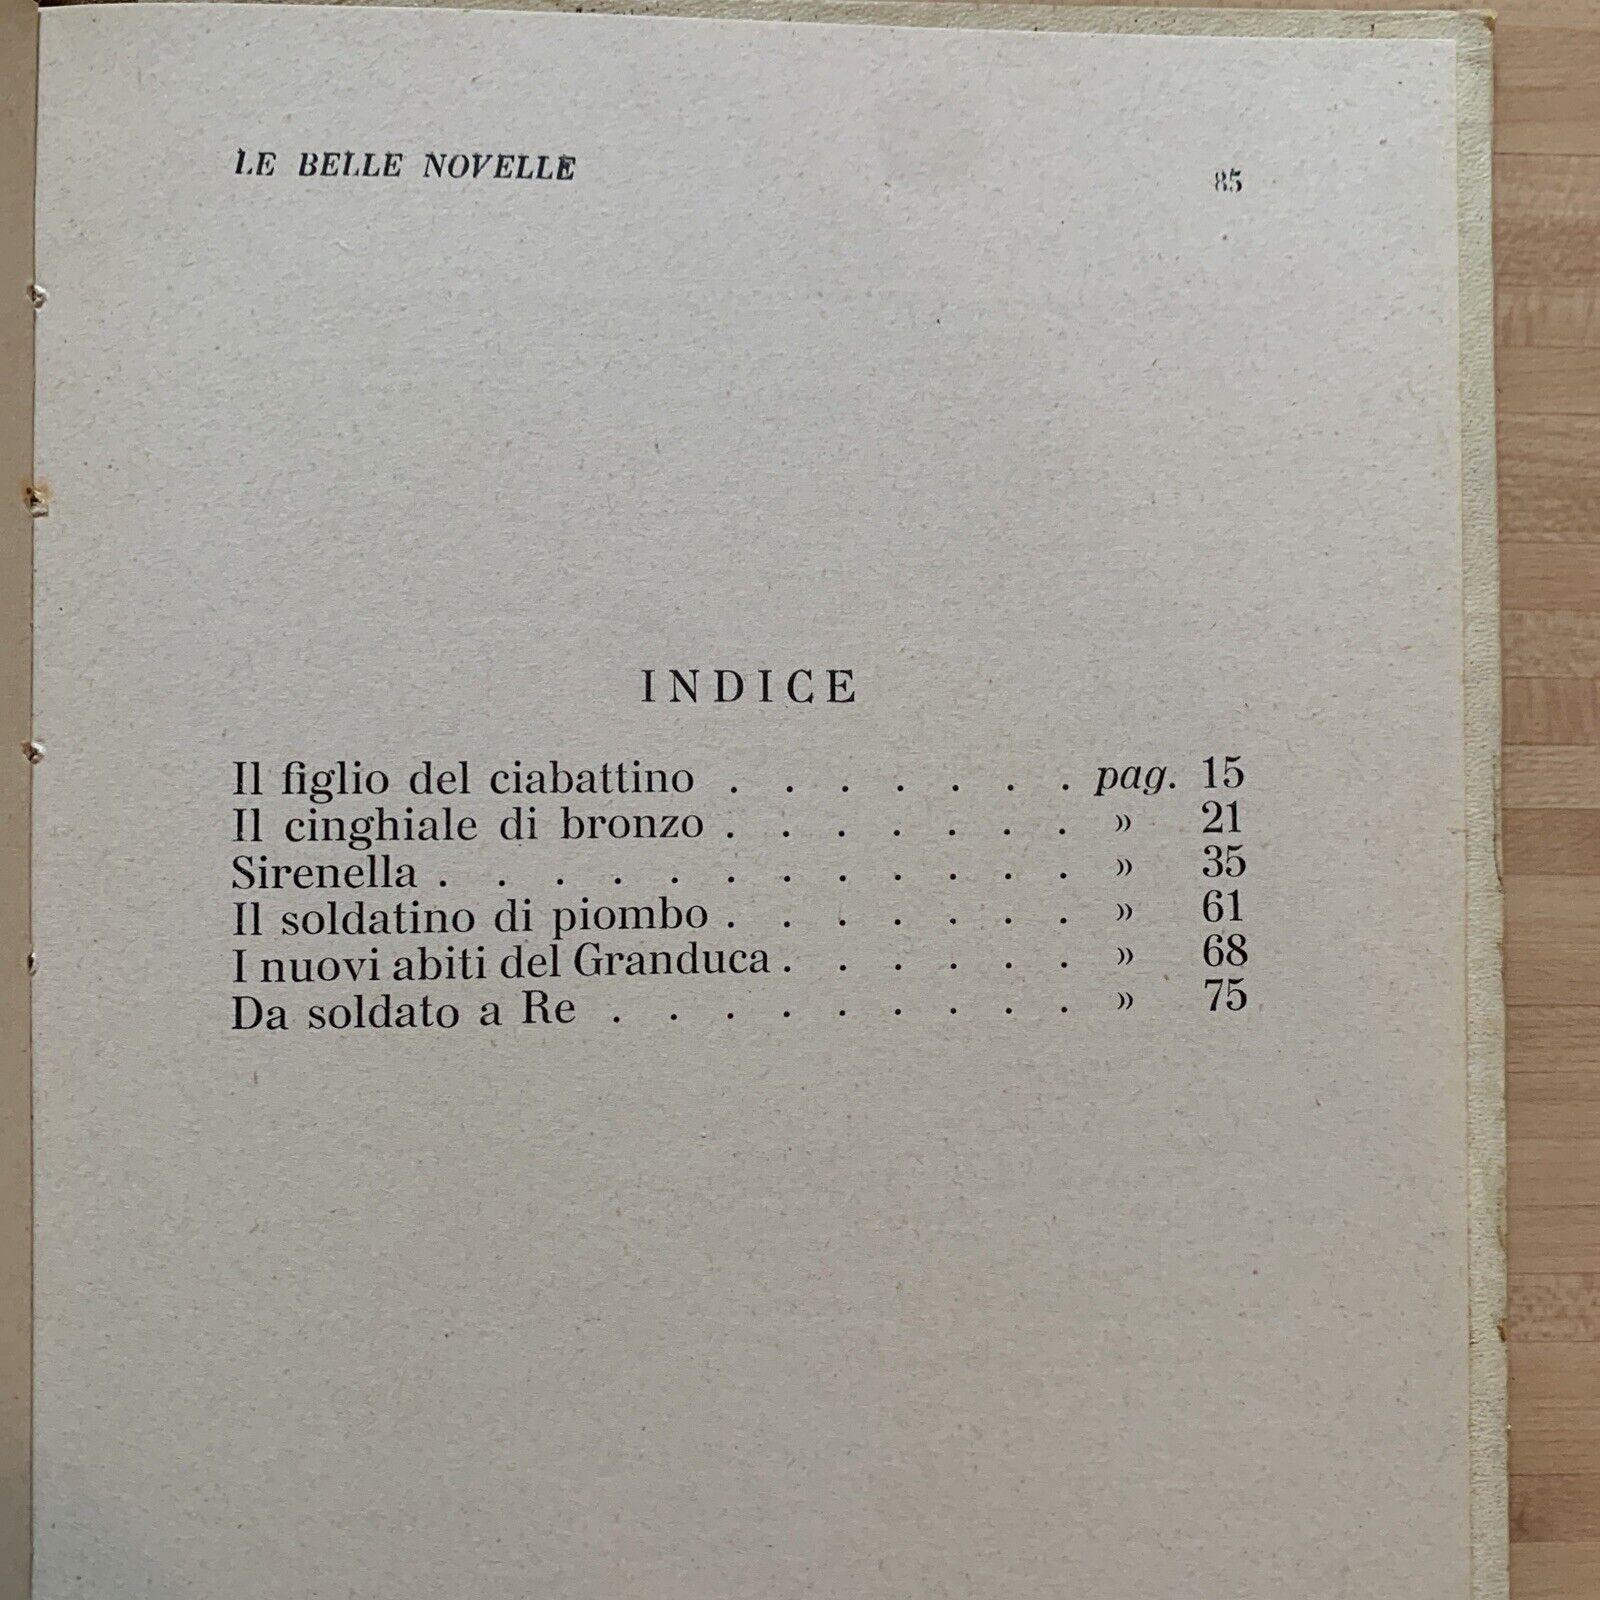 LE BELLE NOVELLE 85
INDICE
Il figlio del ciabattino . . . . . . . pag. 15
Il cinghiale di bronzo . . . . . . . » 21
Sirenella . . . . . . . . . . . . » 35
Il soldatino di piombo . . . . . . . » 61
I nuovi abiti del Granduca . . . . . . » 68
Da soldato a Re . . . . . . . . . » 75